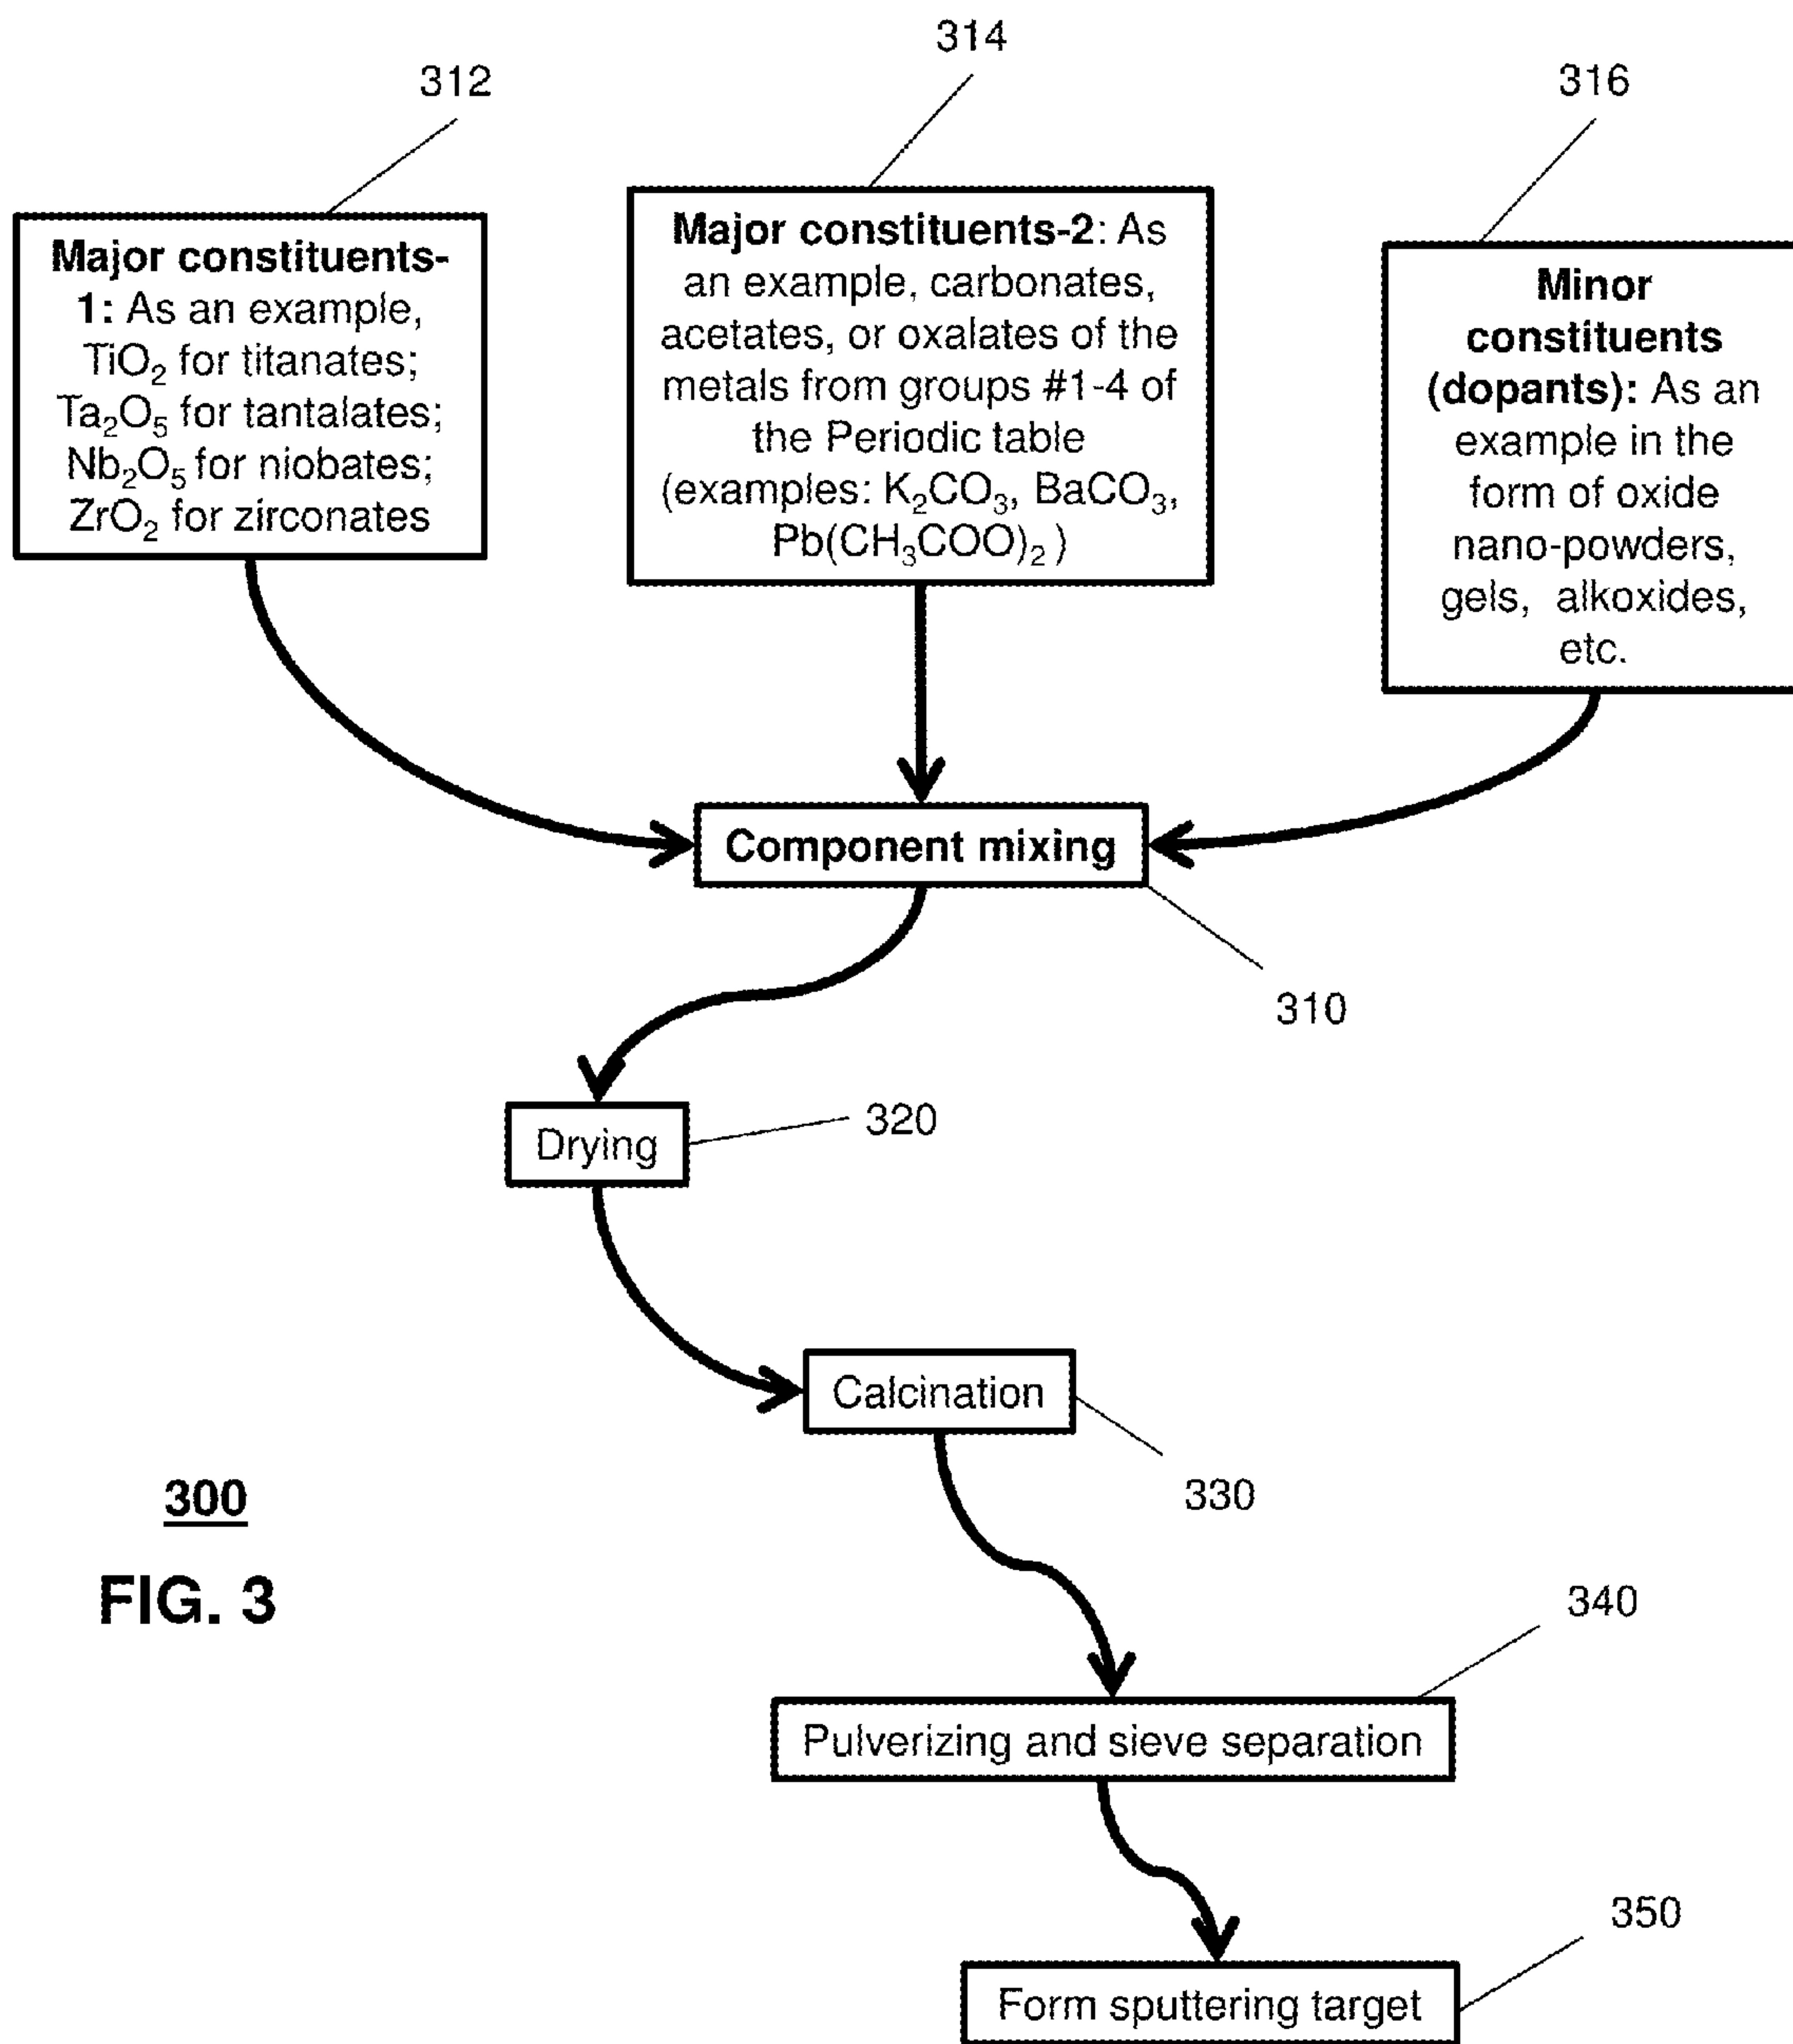 314
312
316
Major constituents-
1: As an example,
TiO₂ for titanates;
Ta₂O₅ for tantalates;
Nb₂O₅ for niobates;
ZrO₂ for zirconates
Major constituents-2: As
an example, carbonates,
acetates, or oxalates of the
metals from groups #1-4 of
the Periodic table
(examples: K₂CO₃, BaCO₃,
Pb(CH₃COO)₂ )
Minor
constituents
(dopants): As an
example in the
form of oxide
nano-powders,
gels, alkoxides,
etc.
Component mixing
310
Drying
320
Calcination
330
300
FIG. 3
340
Pulverizing and sieve separation
350
Form sputtering target